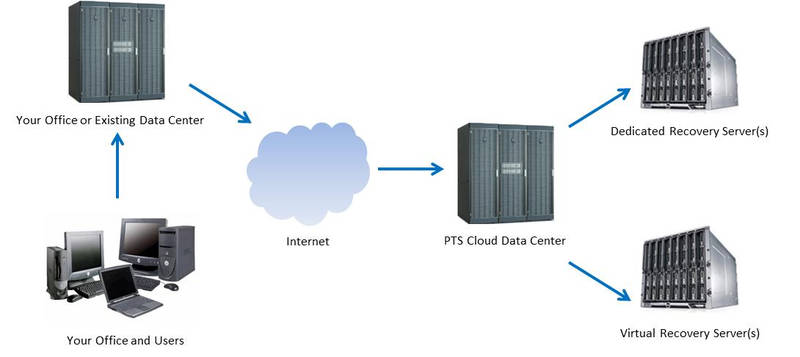 Your Office or Existing Data Center
Dedicated Recovery Server(s)
Internet
PTS Cloud Data Center
Your Office and Users
Virtual Recovery Server(s)